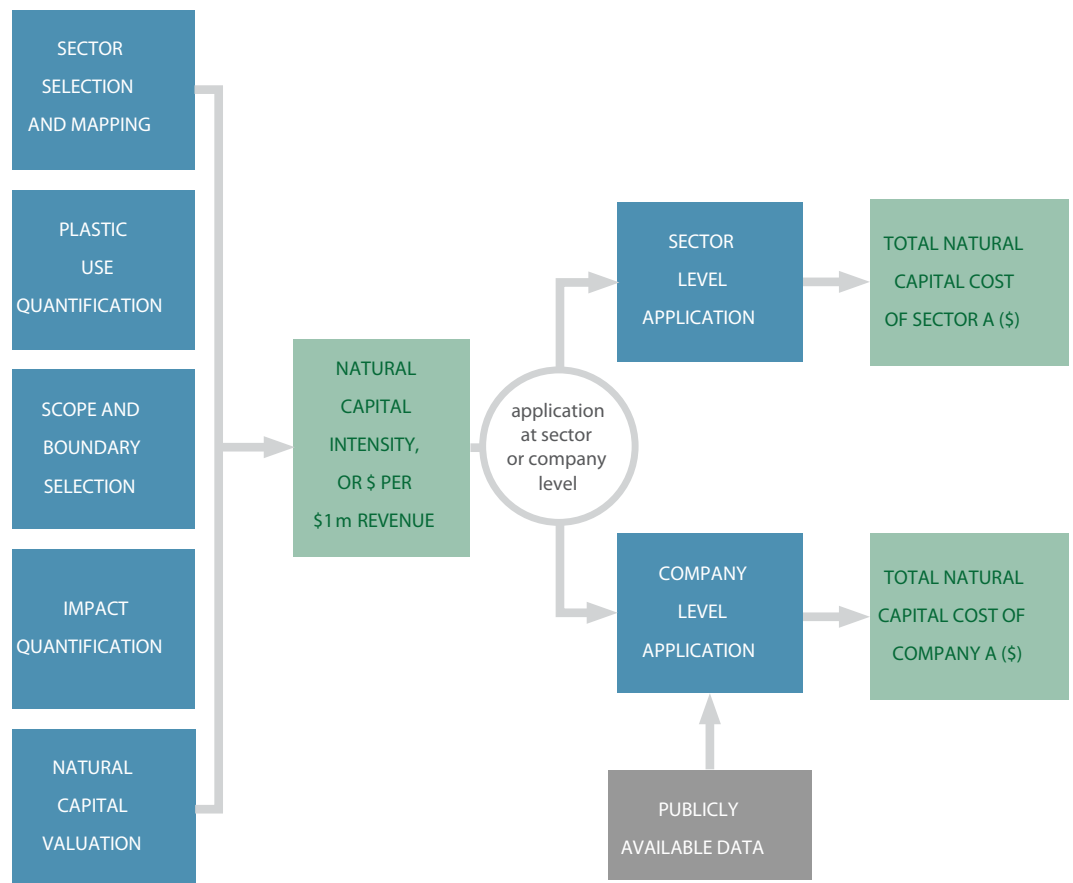 SECTOR
SELECTION
AND MAPPING
PLASTIC
USE
QUANTIFICATION
SCOPE AND
BOUNDARY
SELECTION
IMPACT
QUANTIFICATION
NATURAL
CAPITAL
VALUATION
NATURAL
CAPITAL
INTENSITY,
OR $ PER
$1m REVENUE
application
at sector
or company
level
SECTOR
LEVEL
APPLICATION
TOTAL NATURAL
CAPITAL COST
OF SECTOR A ($)
COMPANY
LEVEL
APPLICATION
TOTAL NATURAL
CAPITAL COST OF
COMPANY A ($)
PUBLICLY
AVAILABLE DATA